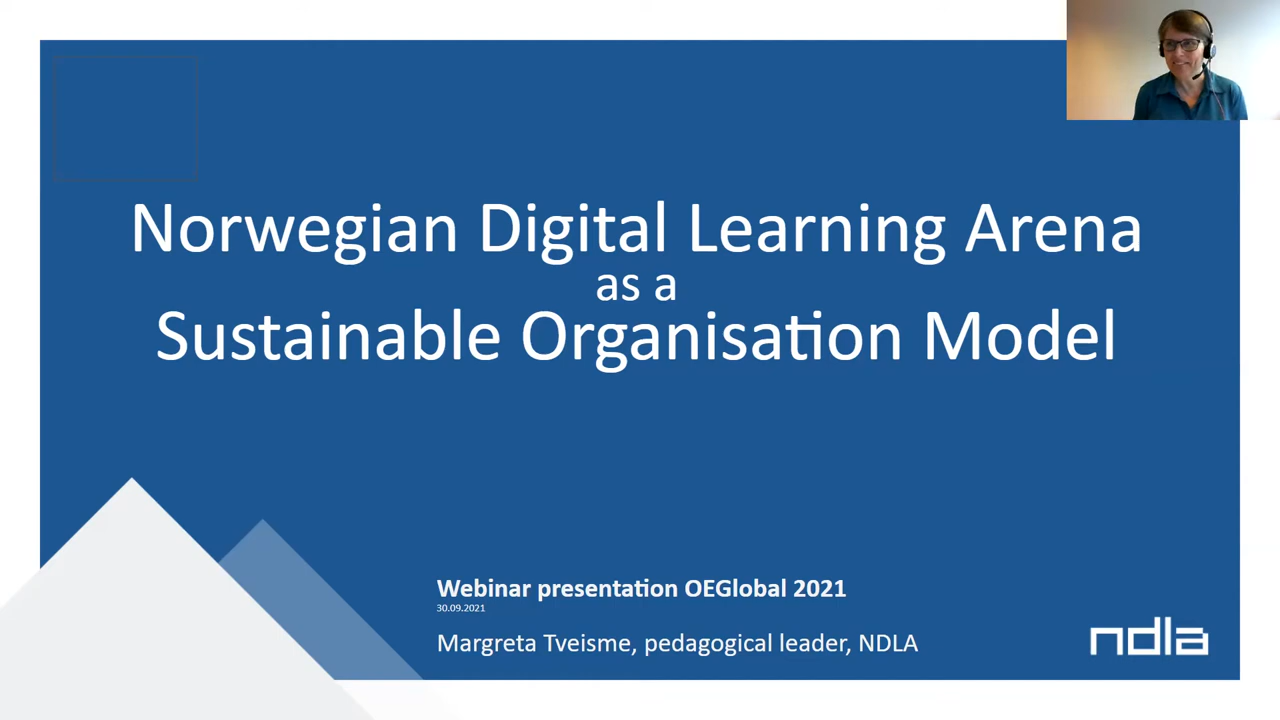 Norwegian Digital Learning Arena
as a
Sustainable Organisation Model
Webinar presentation OEGlobal 2021
30.09.2021
Margreta Tveisme, pedagogical leader, NDLA
ndla